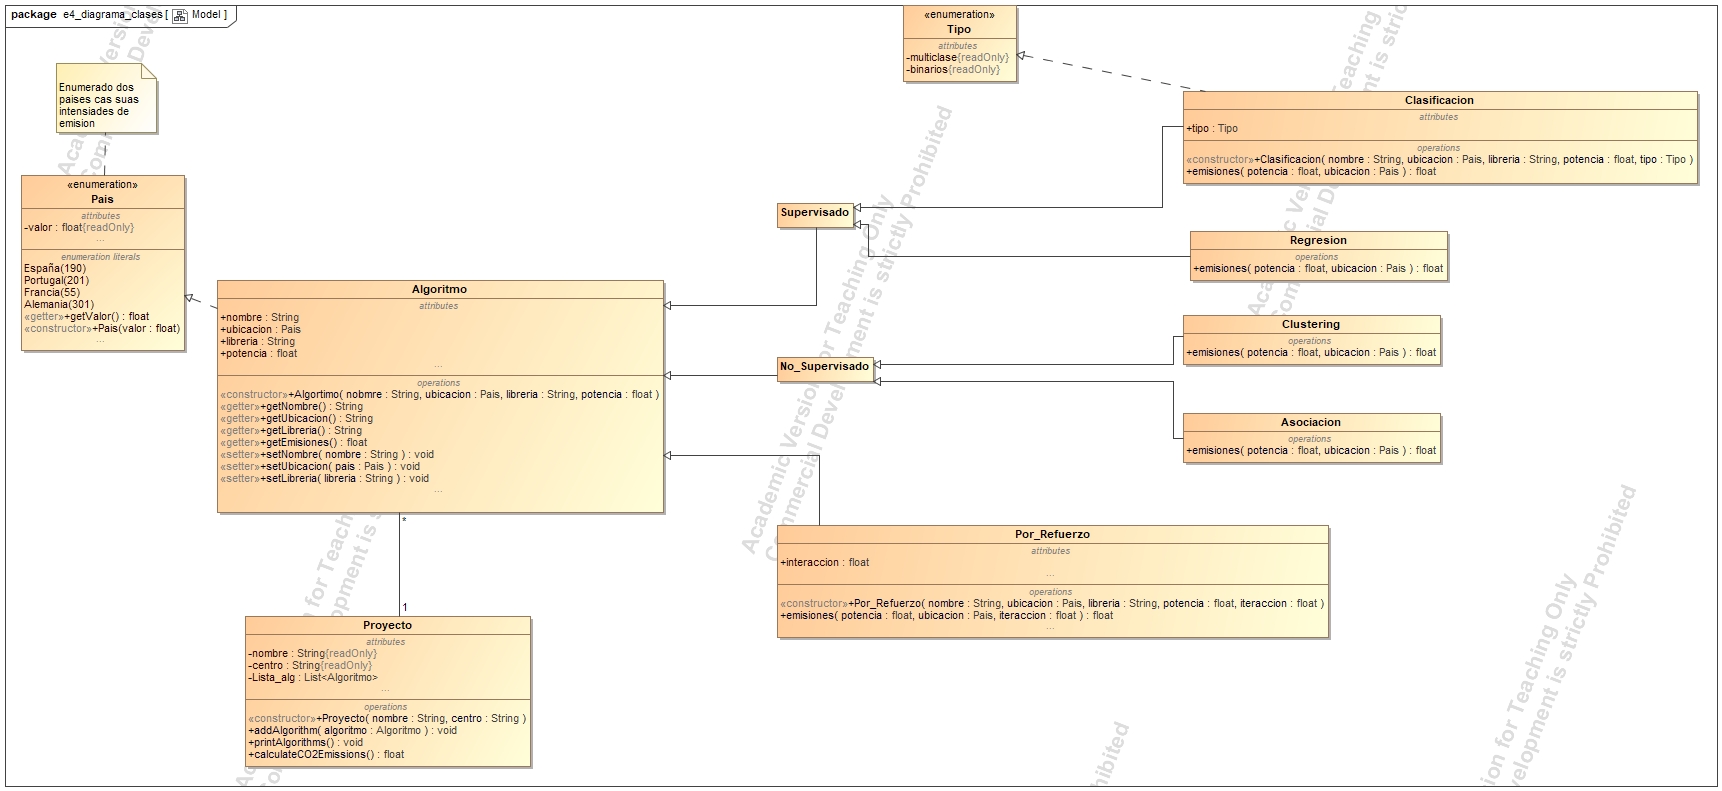 package e4_diagrama_clases [ Model ]
Enumerado dos
paises cas suas
intensiades de
emision
«enumeration»
Pais
attributes
-valor : float{readOnly}
...
enumeration literals
España(190)
Portugal(201)
Francia(55)
Alemania(301)
«getter»+getValor() : float
«constructor»+Pais(valor : float)
...
«enumeration»
Tipo
attributes
-multiclase{readOnly}
-binarios{readOnly}
Clasificacion
attributes
+tipo : Tipo
operations
«constructor»+Clasificacion( nombre : String, ubicacion : Pais, libreria : String, potencia : float, tipo : Tipo )
+emisiones( potencia : float, ubicacion : Pais ) : float
Supervisado
Regresion
operations
+emisiones( potencia : float, ubicacion : Pais ) : float
Algoritmo
attributes
+nombre : String
+ubicacion : Pais
+libreria : String
+potencia : float
...
operations
«constructor»+Algortimo( nobmre : String, ubicacion : Pais, libreria : String, potencia : float )
«getter»+getNombre() : String
«getter»+getUbicacion() : String
«getter»+getLibreria() : String
«getter»+getEmisiones() : float
«setter»+setNombre( nombre : String ) : void
«setter»+setUbicacion( pais : Pais ) : void
«setter»+setLibreria( libreria : String ) : void
...
Clustering
operations
+emisiones( potencia : float, ubicacion : Pais ) : float
No_Supervisado
Asociacion
operations
+emisiones( potencia : float, ubicacion : Pais ) : float
Por_Refuerzo
attributes
+interaccion : float
...
operations
«constructor»+Por_Refuerzo( nombre : String, ubicacion : Pais, libreria : String, potencia : float, iteraccion : float )
+emisiones( potencia : float, ubicacion : Pais, iteraccion : float ) : float
...
*
1
Proyecto
attributes
-nombre : String{readOnly}
-centro : String{readOnly}
-Lista_alg : List<Algoritmo>
...
operations
«constructor»+Proyecto( nombre : String, centro : String )
+addAlgorithm( algoritmo : Algoritmo ) : void
+printAlgorithms() : void
+calculateCO2Emissions() : float
Academic Version for Teaching Only
Commercial Development is strictly Prohibited